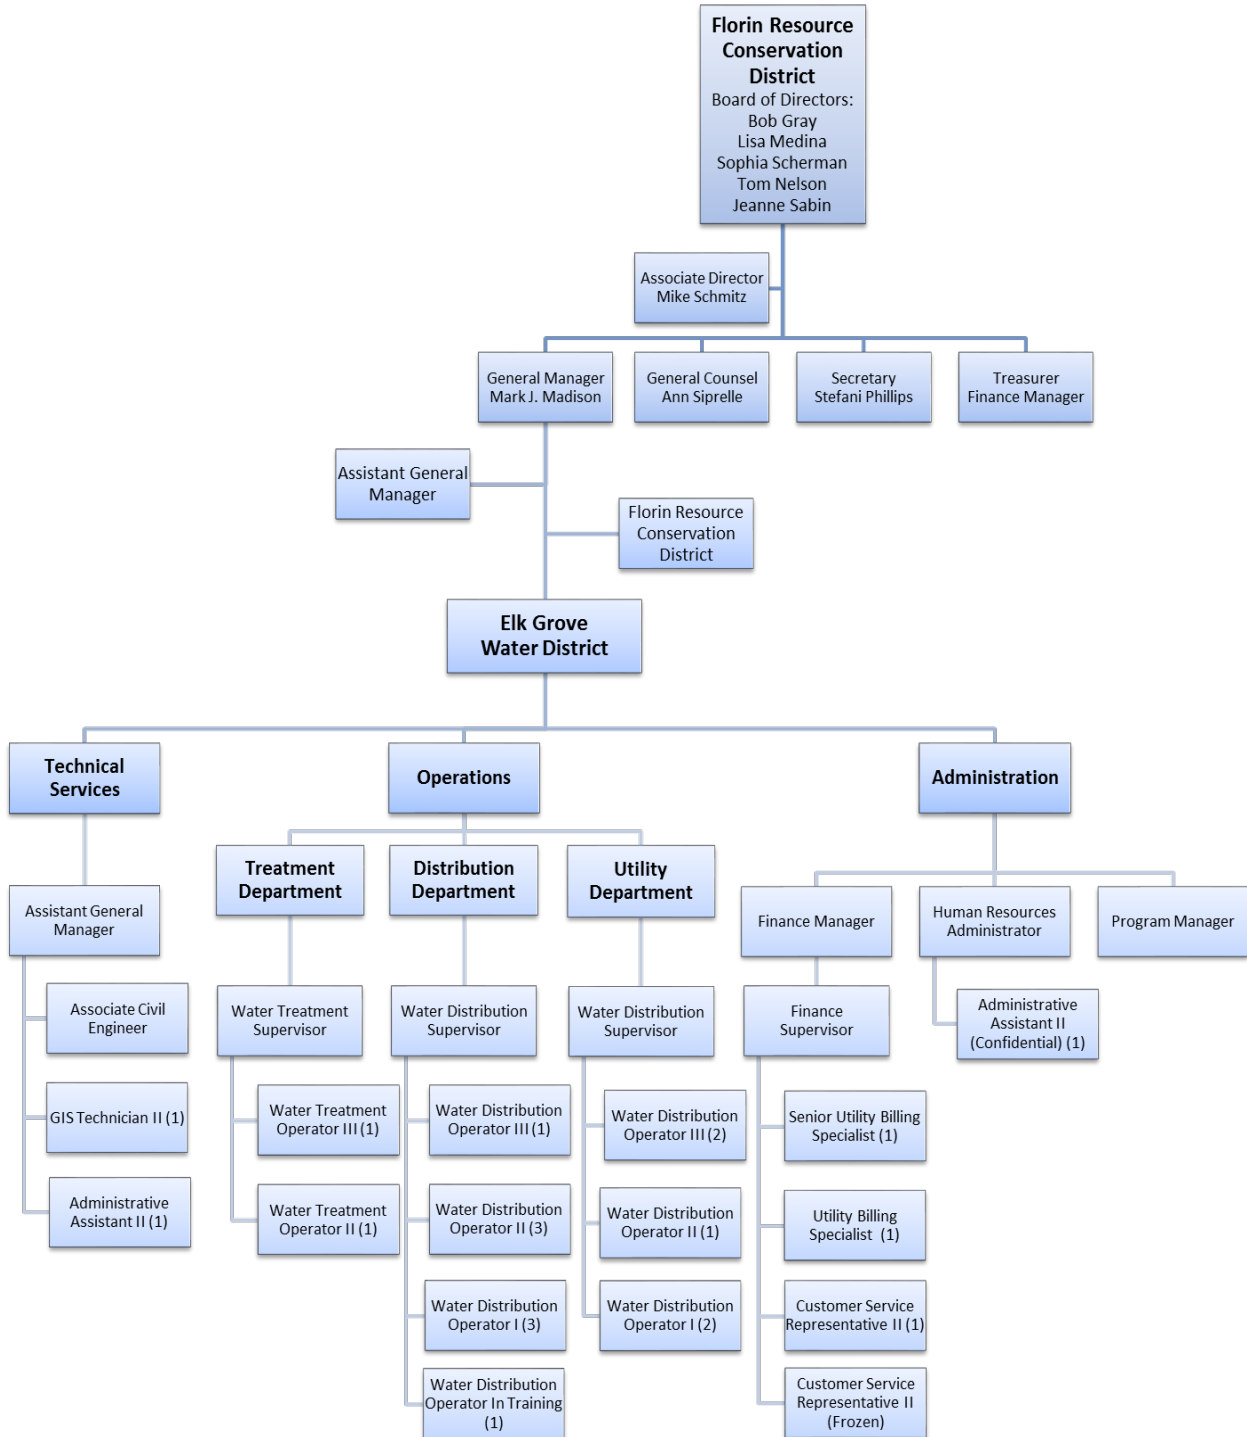 Florin Resource
Conservation
District
Board of Directors:
Bob Gray
Lisa Medina
Sophia Scherman
Tom Nelson
Jeanne Sabin
Associate Director
Mike Schmitz
General Manager
Mark J. Madison
General Counsel
Ann Siprelle
Secretary
Stefani Phillips
Treasurer
Finance Manager
Assistant General
Manager
Florin Resource
Conservation
District
Elk Grove
Water District
Technical
Services
Operations
Administration
Treatment
Department
Distribution
Department
Utility
Department
Assistant General
Manager
Finance Manager
Human Resources
Administrator
Program Manager
Associate Civil
Engineer
Water Treatment
Supervisor
Water Distribution
Supervisor
Water Distribution
Supervisor
Finance
Supervisor
Administrative
Assistant II
(Confidential) (1)
GIS Technician II (1)
Water Treatment
Operator III (1)
Water Distribution
Operator III (1)
Water Distribution
Operator III (2)
Senior Utility Billing
Specialist (1)
Administrative
Assistant II (1)
Water Treatment
Operator II (1)
Water Distribution
Operator II (3)
Water Distribution
Operator II (1)
Utility Billing
Specialist (1)
Water Distribution
Operator I (3)
Water Distribution
Operator I (2)
Customer Service
Representative II (1)
Water Distribution
Operator In Training
(1)
Customer Service
Representative II
(Frozen)